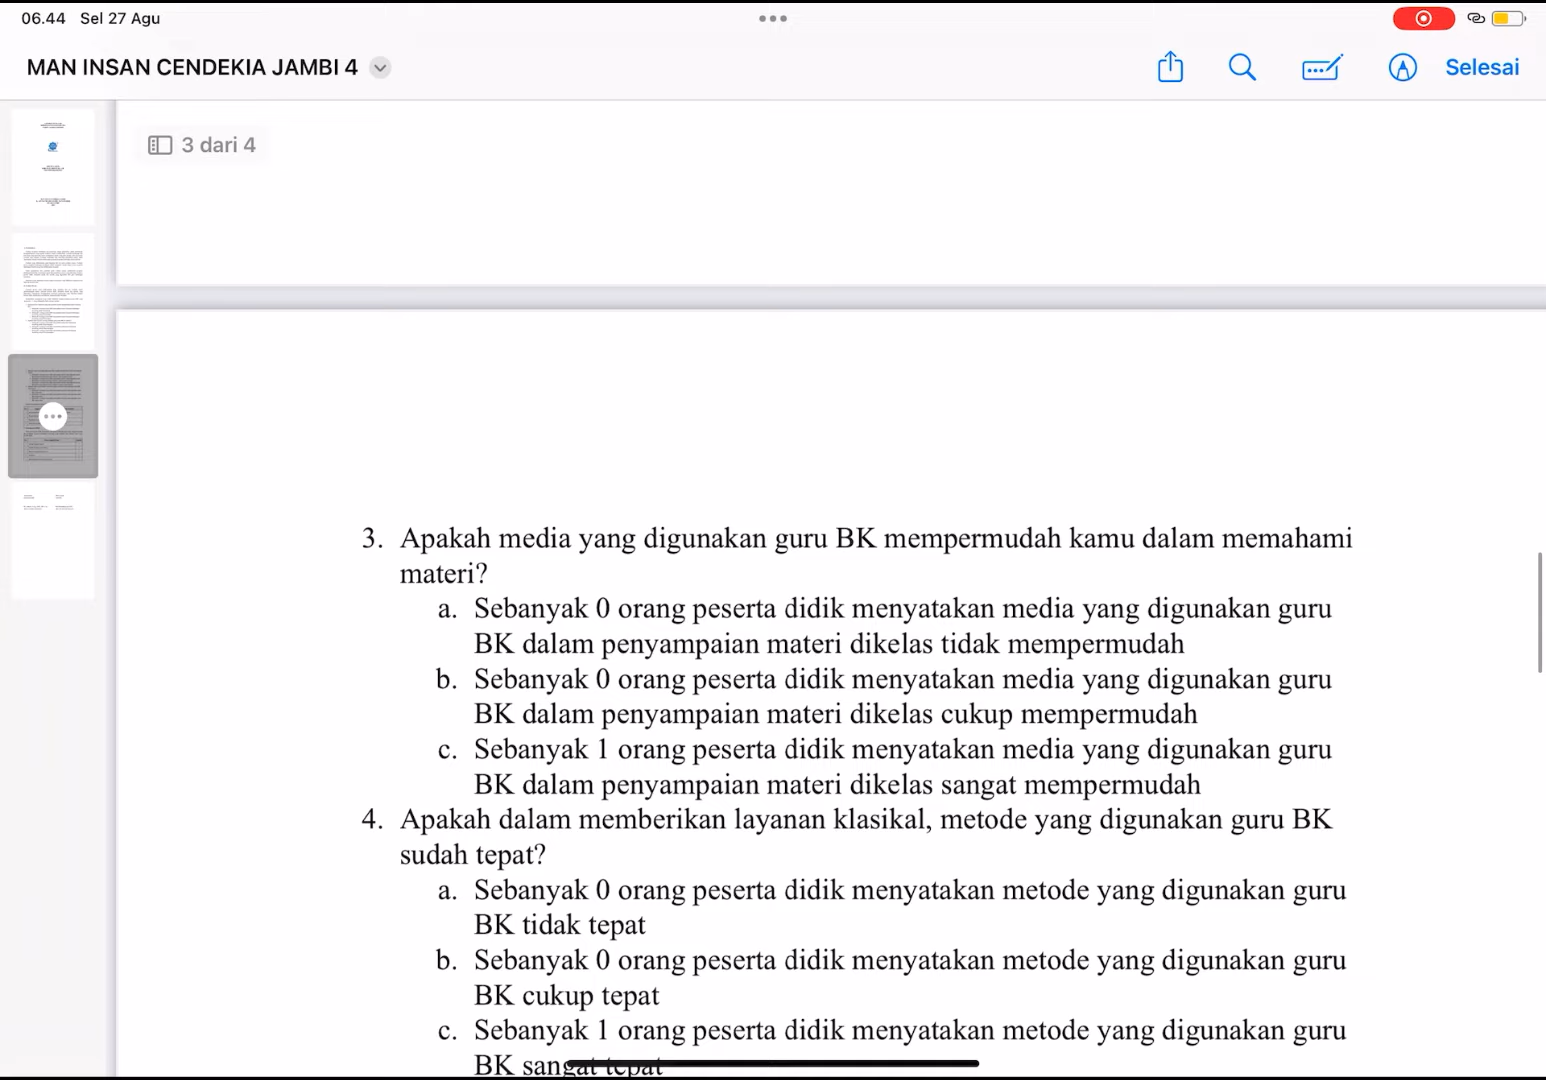 06.44 Sel 27 Agu
MAN INSAN CENDEKIA JAMBI 4
Selesai
3 dari 4
3. Apakah media yang digunakan guru BK mempermudah kamu dalam memahami
materi?
a. Sebanyak 0 orang peserta didik menyatakan media yang digunakan guru
BK dalam penyampaian materi dikelas tidak mempermudah
b. Sebanyak 0 orang peserta didik menyatakan media yang digunakan guru
BK dalam penyampaian materi dikelas cukup mempermudah
c. Sebanyak 1 orang peserta didik menyatakan media yang digunakan guru
BK dalam penyampaian materi dikelas sangat mempermudah
4. Apakah dalam memberikan layanan klasikal, metode yang digunakan guru BK
sudah tepat?
a. Sebanyak 0 orang peserta didik menyatakan metode yang digunakan guru
BK tidak tepat
b. Sebanyak 0 orang peserta didik menyatakan metode yang digunakan guru
BK cukup tepat
c. Sebanyak 1 orang peserta didik menyatakan metode yang digunakan guru
BK sangat tepat